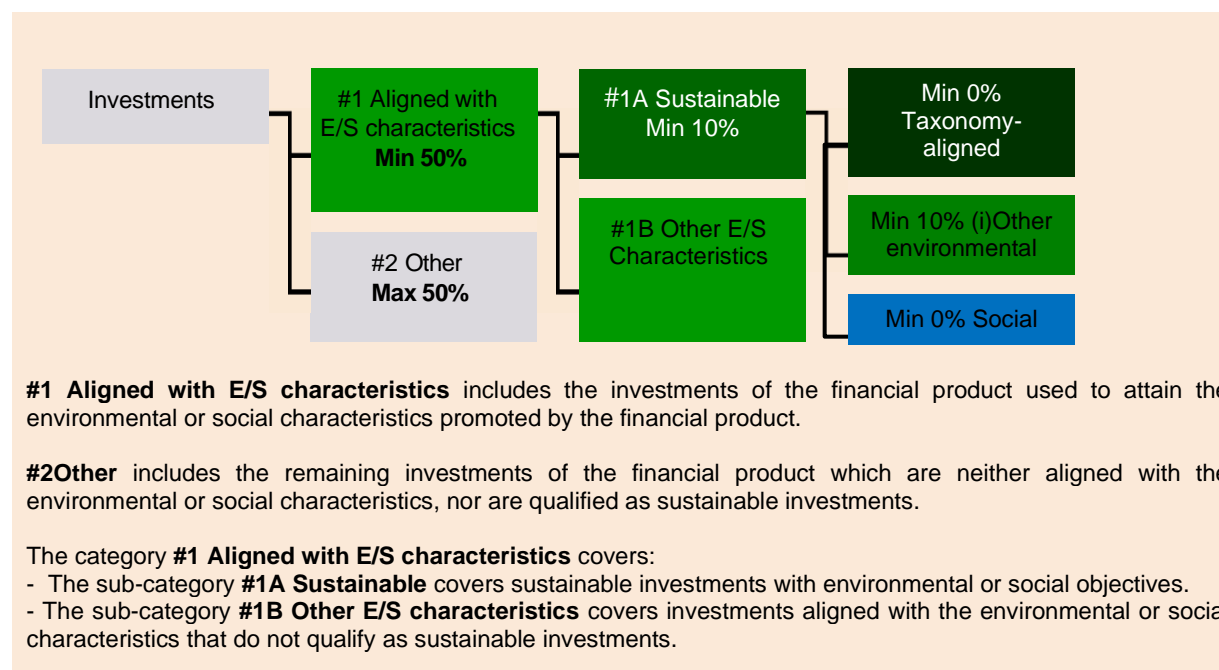 Investments
#1 Aligned with
E/S characteristics
Min 50%
#2 Other
Max 50%
#1A Sustainable
Min 10%
#1B Other E/S
Characteristics
Min 0%
Taxonomy-
aligned
Min 10% (i)Other
environmental
Min 0% Social
#1 Aligned with E/S characteristics includes the investments of the financial product used to attain the
environmental or social characteristics promoted by the financial product.
#2Other includes the remaining investments of the financial product which are neither aligned with the
environmental or social characteristics, nor are qualified as sustainable investments.
The category #1 Aligned with E/S characteristics covers:
- The sub-category #1A Sustainable covers sustainable investments with environmental or social objectives.
- The sub-category #1B Other E/S characteristics covers investments aligned with the environmental or social
characteristics that do not qualify as sustainable investments.